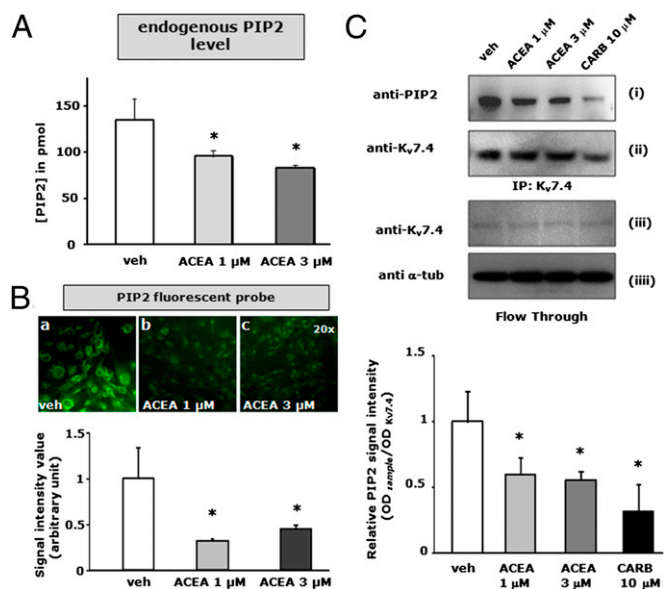 A
endogenous PIP2
level
[PIP2] in pmol
150
100
50
0
*
*
veh
ACEA 1 µM
ACEA 3 µM
B
PIP2 fluorescent probe
a
b
c
20x
veh
ACEA 1 µM
ACEA 3 µM
Signal intensity value
(arbitrary unit)
1.5
1
0.5
0
*
*
veh
ACEA 1 µM
ACEA 3 µM
C
veh
ACEA 1 µM
ACEA 3 µM
CARB 10 µM
anti-PIP2
(i)
anti-Kv7.4
(ii)
IP: Kv7.4
anti-Kv7.4
(iii)
anti α-tub
(iiii)
Flow Through
Relative PIP2 signal intensity
(OD rample/OD Kv7.4)
1.5
1
0.5
0
*
*
*
veh
ACEA
1 µM
ACEA
3 µM
CARB
10 µM